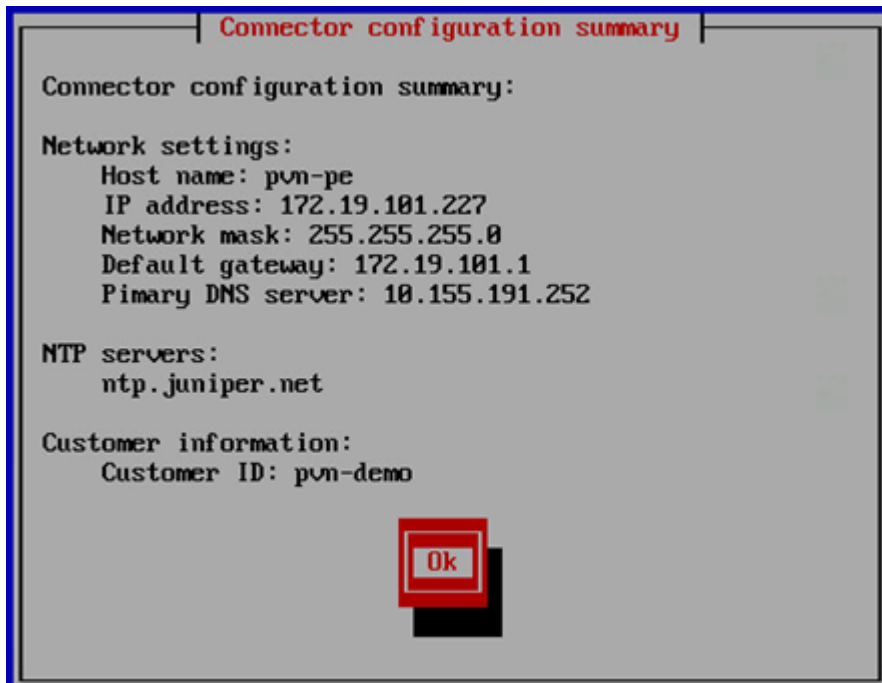 Connector configuration summary
Connector configuration summary:
Network settings:
Host name: pvn-pe
IP address: 172.19.101.227
Network mask: 255.255.255.0
Default gateway: 172.19.101.1
Pimary DNS server: 10.155.191.252
NTP servers:
ntp.juniper.net
Customer information:
Customer ID: pvn-demo
Ok